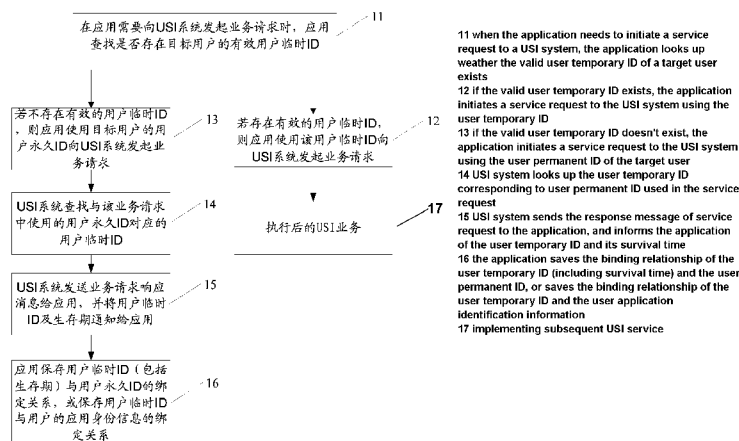 在应用需要向USI系统发起业务请求时，应用
查找是否存在目标用户的有效用户临时ID
11
若不存在有效的用户临时ID
，则应用使用目标用户的用
户永久ID向USI系统发起业
务请求
13
若存在有效的用户临时ID，
则应用使用该用户临时ID向
USI系统发起业务请求
12
USI系统查找与该业务请求
中使用的用户永久ID对应的
用户临时ID
14
执行后的USI业务
17
USI系统发送业务请求响应
消息给应用，并将用户临时
ID及生存期通知给应用
15
应用保存用户临时ID（包括
生存期）与用户永久ID的绑
定关系，或保存用户临时ID
与用户的应用身份信息的绑
定关系
16
11 when the application needs to initiate a service
request to a USI system, the application looks up
weather the valid user temporary ID of a target user
exists
12 if the valid user temporary ID exists, the application
initiates a service request to the USI system using the
user temporary ID
13 if the valid user temporary ID doesn't exist, the
application initiates a service request to the USI system
using the user permanent ID of the target user
14 USI system looks up the user temporary ID
corresponding to user permanent ID used in the service
request
15 USI system sends the response message of service
request to the application, and informs the application
of the user temporary ID and its survival time
16 the application saves the binding relationship of the
user temporary ID (including survival time) and the user
permanent ID, or saves the binding relationship of the
user temporary ID and the user application
identification information
17 implementing subsequent USI service